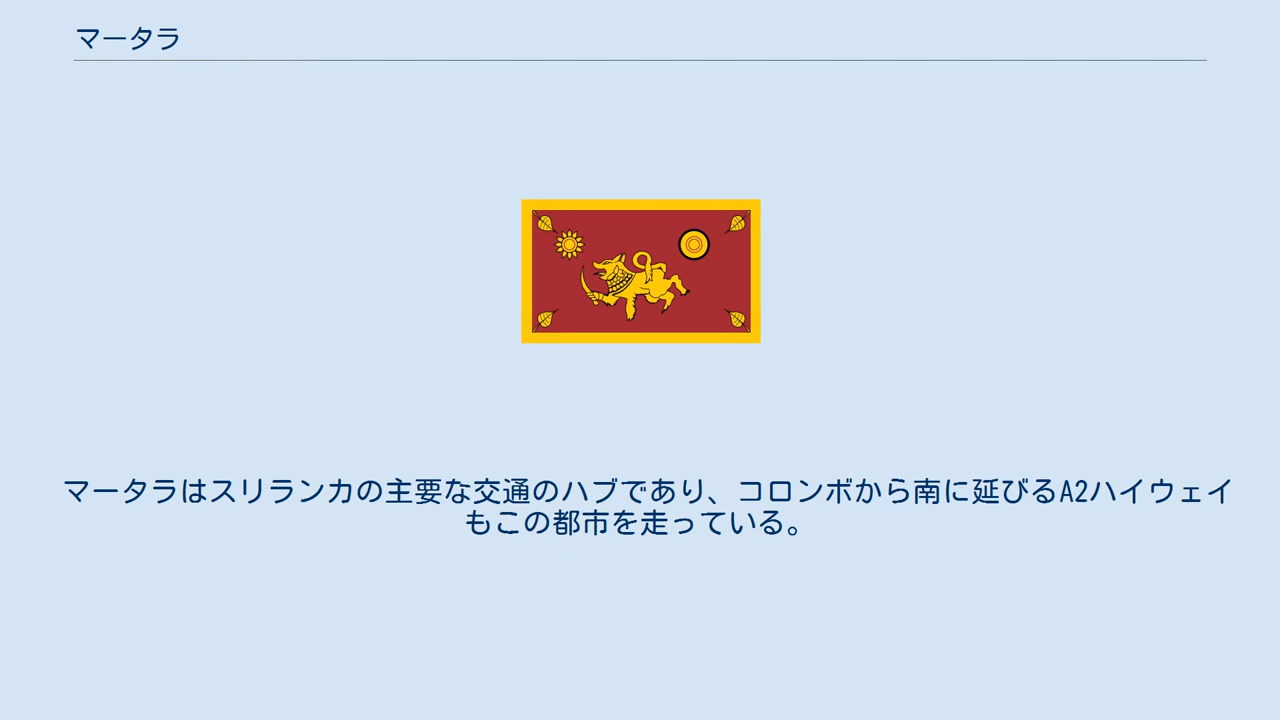 マータラ
マータラはスリランカの主要な交通のハブであり、コロンボから南に延びるA2ハイウェイ
もこの都市を走っている。